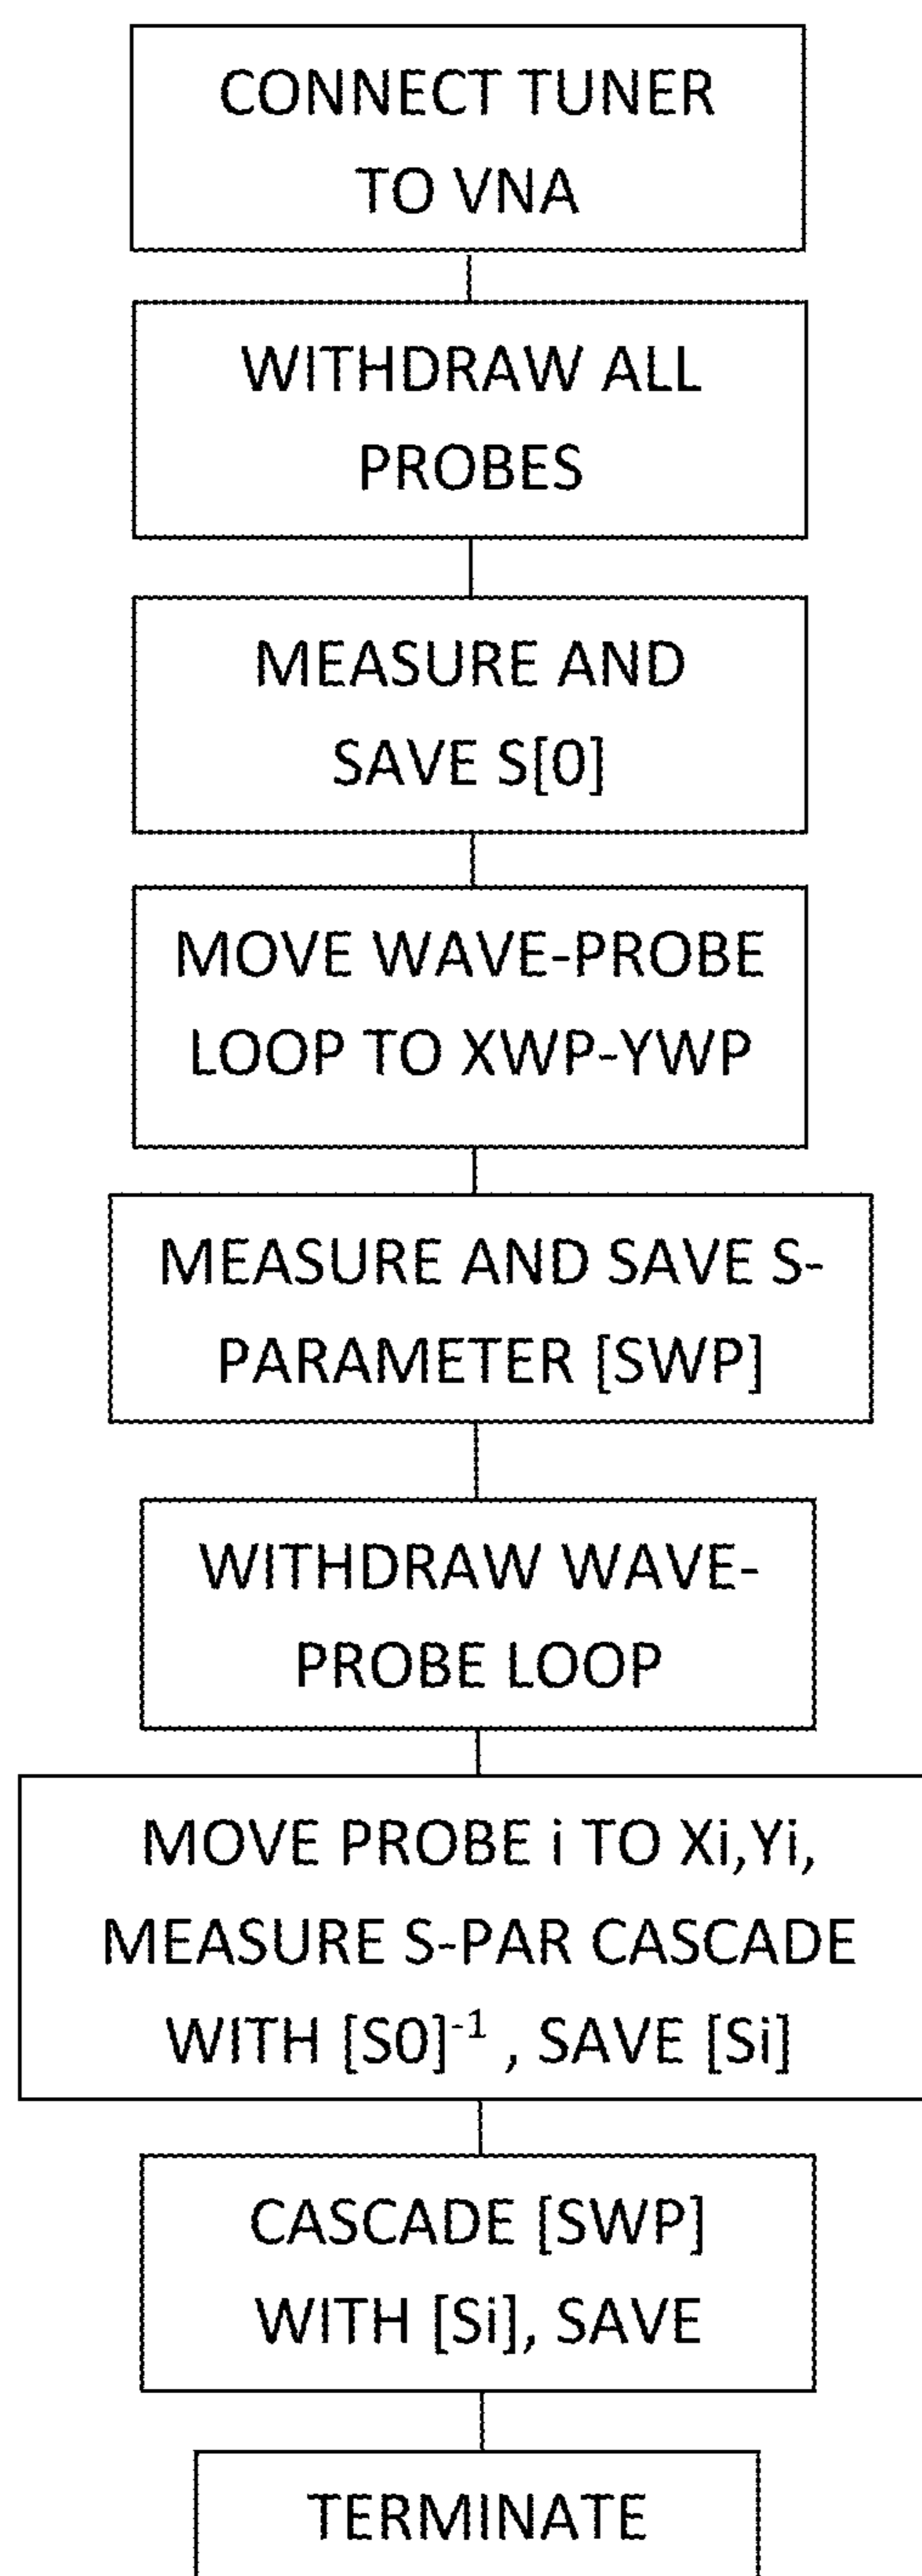 CONNECT TUNER
TO VNA
WITHDRAW ALL
PROBES
MEASURE AND
SAVE S[0]
MOVE WAVE-PROBE
LOOP TO XWP-YWP
MEASURE AND SAVE S-
PARAMETER [SWP]
WITHDRAW WAVE-
PROBE LOOP
MOVE PROBE i TO Xi,Yi,
MEASURE S-PAR CASCADE
WITH [S0]⁻¹ , SAVE [Si]
CASCADE [SWP]
WITH [Si], SAVE
TERMINATE